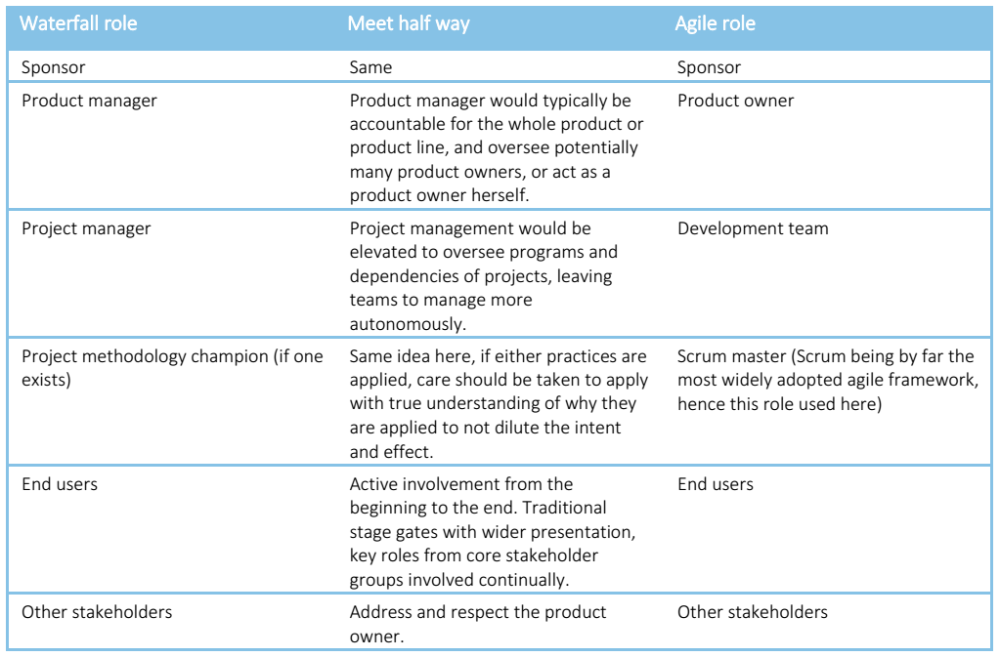 Waterfall role
Meet half way
Agile role
Sponsor
Same
Sponsor
Product manager
Product manager would typically be
accountable for the whole product or
product line, and oversee potentially
many product owners, or act as a
product owner herself.
Product owner
Project manager
Project management would be
elevated to oversee programs and
dependencies of projects, leaving
teams to manage more
autonomously.
Development team
Project methodology champion (if one
exists)
Same idea here, if either practices are
applied, care should be taken to apply
with true understanding of why they
are applied to not dilute the intent
and effect.
Scrum master (Scrum being by far the
most widely adopted agile framework,
hence this role used here)
End users
Active involvement from the
beginning to the end. Traditional
stage gates with wider presentation,
key roles from core stakeholder
groups involved continually.
End users
Other stakeholders
Address and respect the product
owner.
Other stakeholders